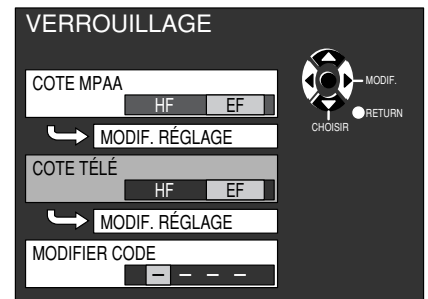 VERROUILLAGE
COTE MPAA
HF EF
MODIF. RÉGLAGE
COTE TÉLÉ
HF EF
MODIF. RÉGLAGE
MODIFIER CODE
– – – –
MODIF.
RETURN
CHOISIR